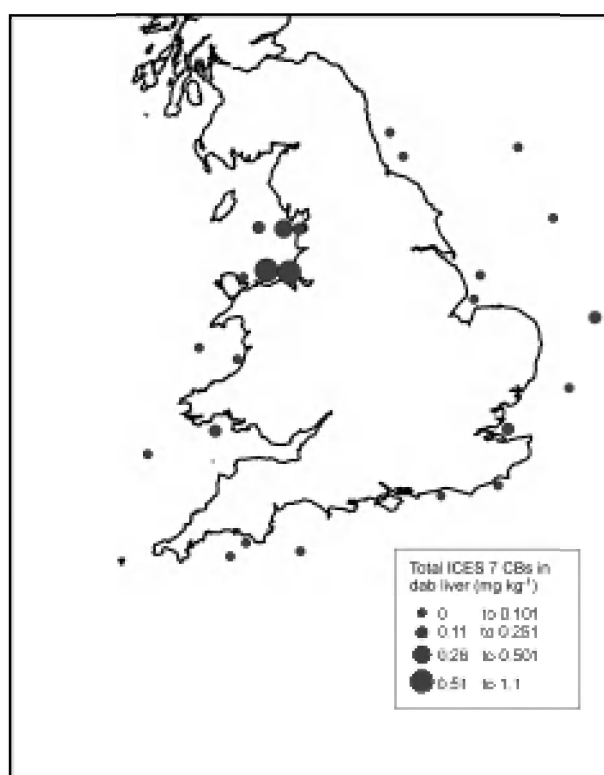 Total ICES 7 CBs in
dab liver (mg kg⁻¹)
0 to 0.101
0.11 to 0.251
0.26 to 0.501
0.51 to 1.1